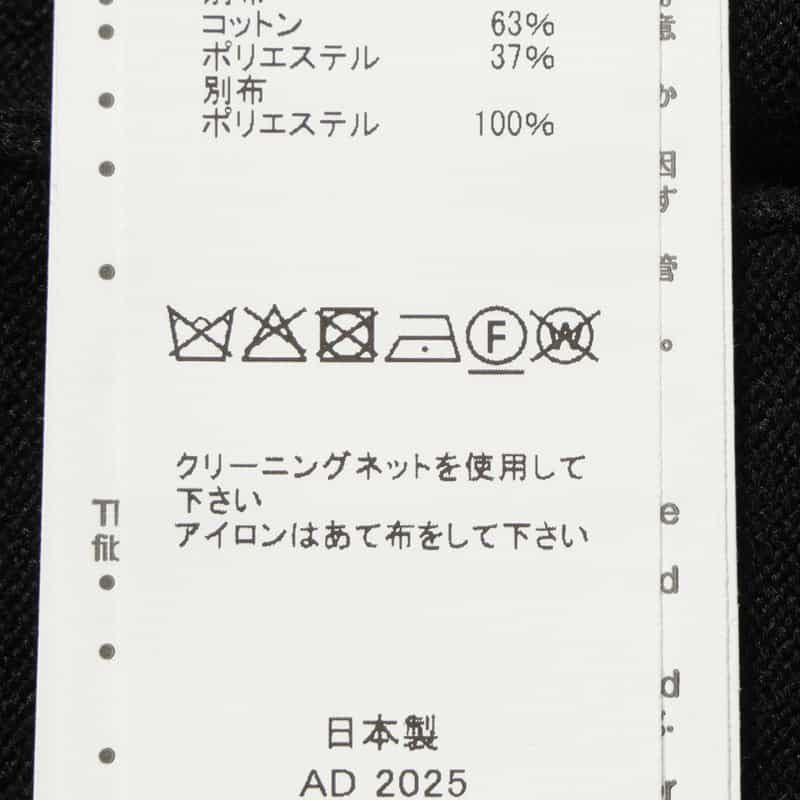 コットン 63%
ポリエステル 37%
別布
ポリエステル 100%
F
W
クリーニングネットを使用して
下さい
アイロンはあて布をして下さい
日本製
AD 2025